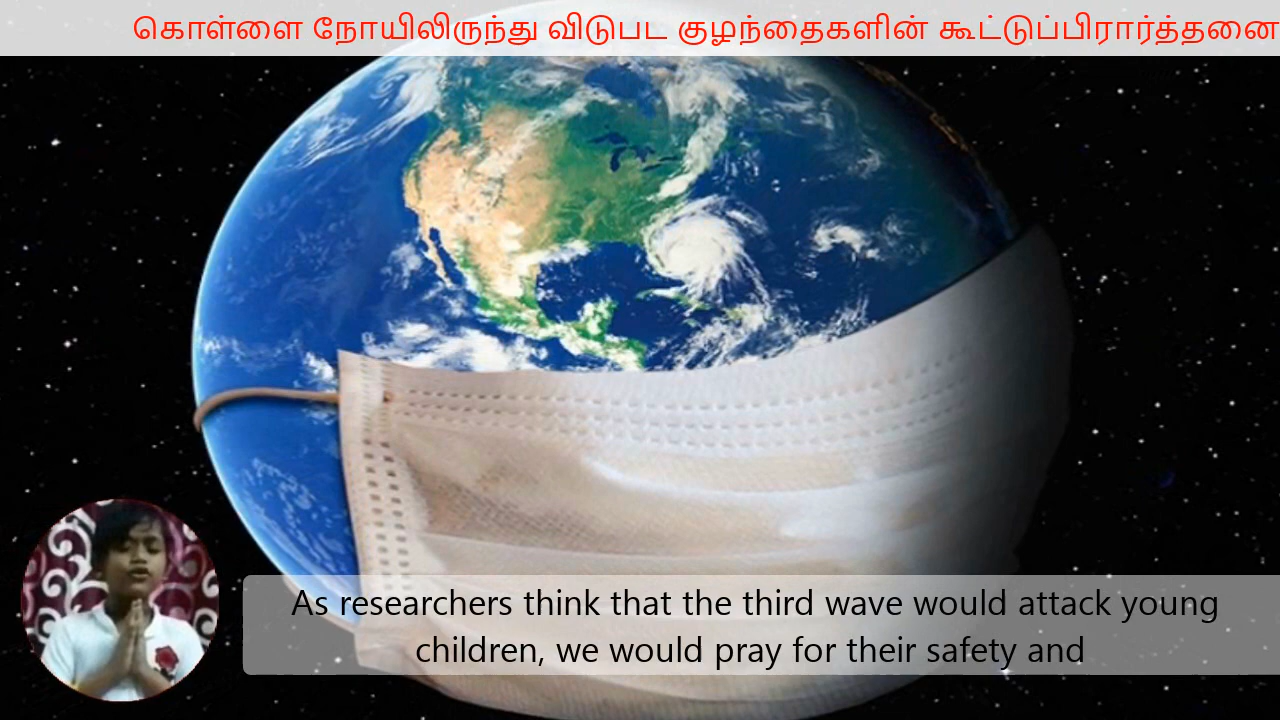 கொள்ளை நோயிலிருந்து விடுபட குழந்தைகளின் கூட்டுப்பிரார்த்தனை
As researchers think that the third wave would attack young
children, we would pray for their safety and